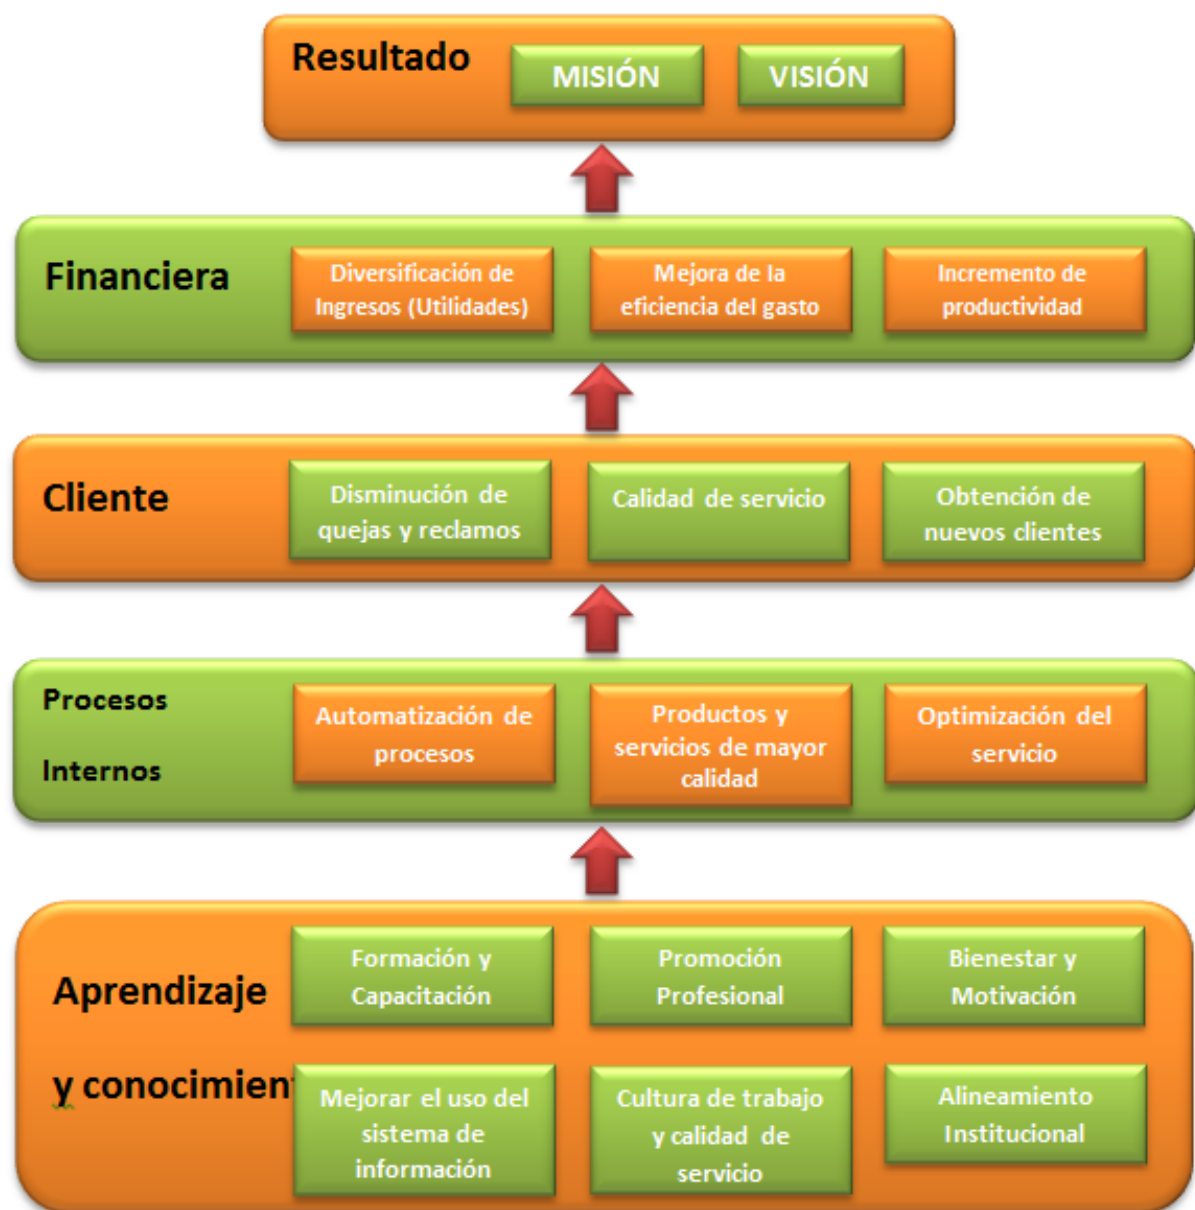 Resultado
MISIÓN
VISIÓN
Financiera
Diversificación de
Ingresos (Utilidades)
Mejora de la
eficiencia del gasto
Incremento de
productividad
Cliente
Disminución de
quejas y reclamos
Calidad de servicio
Obtención de
nuevos clientes
Procesos
Internos
Automatización de
procesos
Productos y
servicios de mayor
calidad
Optimización del
servicio
Aprendizaje
y conocimient
Formación y
Capacitación
Promoción
Profesional
Bienestar y
Motivación
Mejorar el uso del
sistema de
información
Cultura de trabajo
y calidad de
servicio
Alineamiento
Institucional